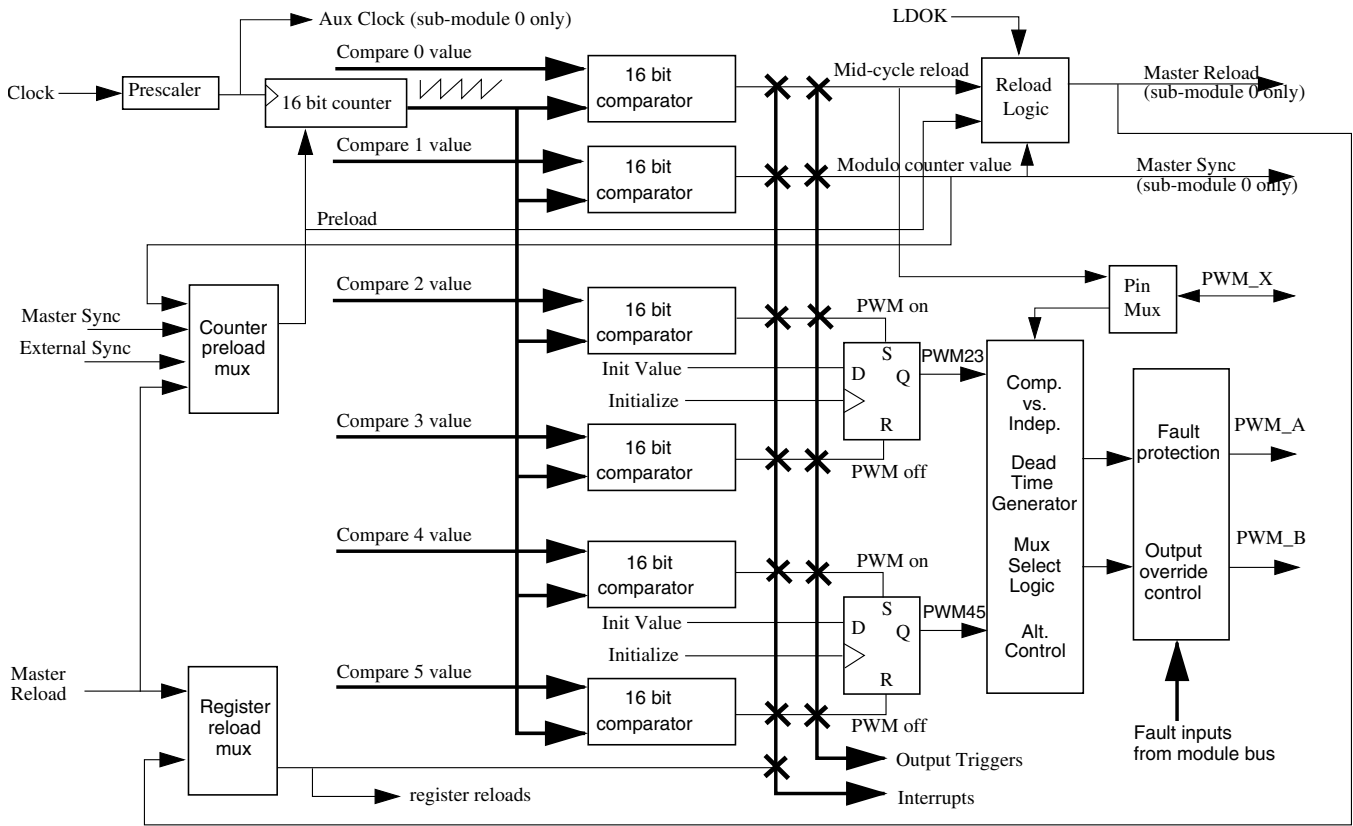 Aux Clock (sub-module 0 only)
LDOK
Compare 0 value
Clock
Prescaler
16 bit counter
16 bit
comparator
Mid-cycle reload
Reload
Logic
Master Reload
(sub-module 0 only)
Compare 1 value
16 bit
comparator
Modulo counter value
Master Sync
(sub-module 0 only)
Preload
Compare 2 value
16 bit
comparator
PWM on
Pin
Mux
PWM_X
Master Sync
External Sync
Counter
preload
mux
Init Value
Initialize
D
S
Q
R
PWM23
Compare 3 value
16 bit
comparator
PWM off
Comp.
vs.
Indep.
Dead
Time
Generator
Mux
Select
Logic
Alt.
Control
Fault
protection
Output
override
control
PWM_A
PWM_B
Compare 4 value
16 bit
comparator
PWM on
Init Value
Initialize
D
S
Q
R
PWM45
Master
Reload
Register
reload
mux
Compare 5 value
16 bit
comparator
PWM off
Fault inputs
from module bus
Output Triggers
register reloads
Interrupts